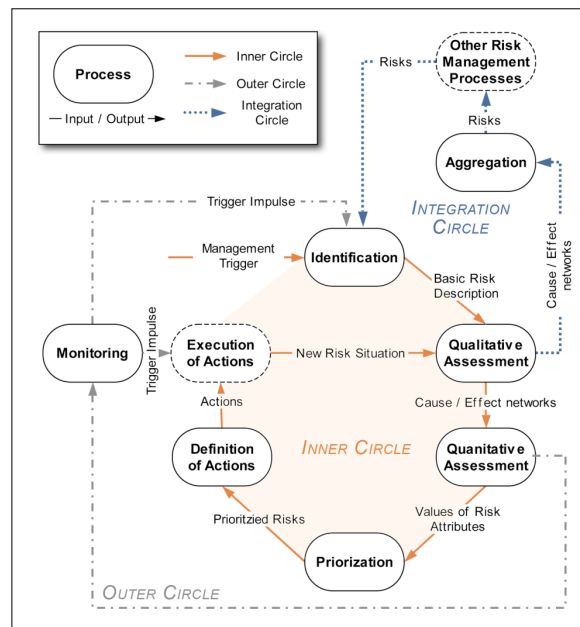 Process
Input / Output
Inner Circle
Outer Circle
Integration
Circle
Risks
Other Risk
Management
Processes
Risks
Aggregation
INTEGRATION
CIRCLE
Cause / Effect
networks
Trigger Impulse
Management
Trigger
Identification
Basic Risk
Description
Monitoring
Trigger Impulse
Execution
of Actions
New Risk Situation
Qualitative
Assessment
Actions
Cause / Effect networks
Definition
of Actions
INNER CIRCLE
Quanitative
Assessment
Prioritzied Risks
Values of Risk
Attributes
Priorization
OUTER CIRCLE